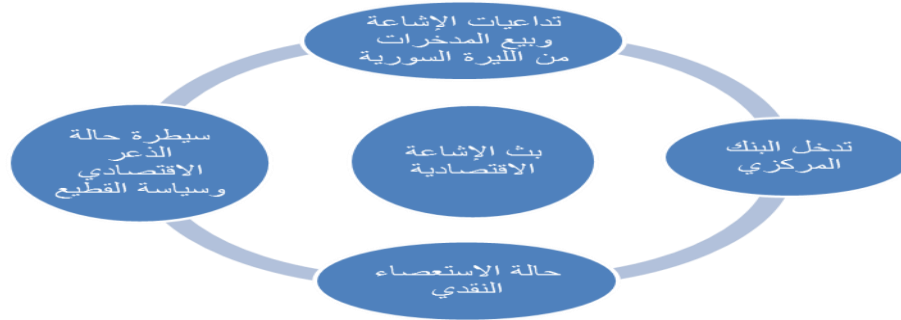 تداعيات الإشاعة
وبيع المدخرات
من الليرة السورية
تدخل البنك
المركزي
بث الإشاعة
الاقتصادية
سيطرة حالة
الذعر
الاقتصادي
وسياسة القطيع
حالة الاستعصاء
النقدي